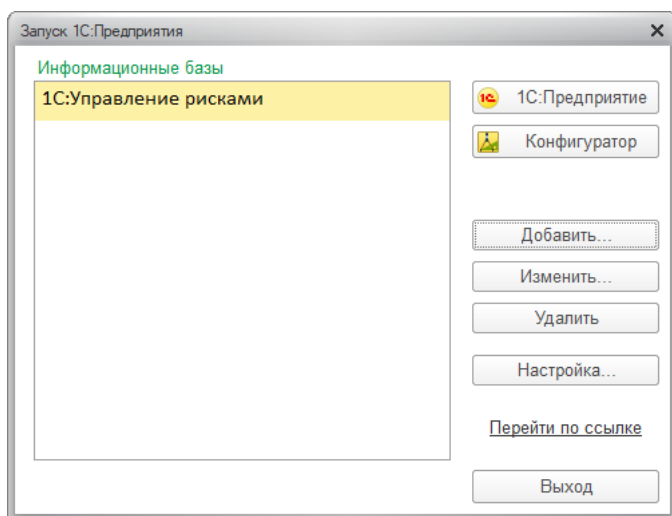 Запуск 1С:Предприятия
Информационные базы
1С:Управление рисками
1С:Предприятие
Конфигуратор
Добавить...
Изменить...
Удалить
Настройка...
Перейти по ссылке
Выход